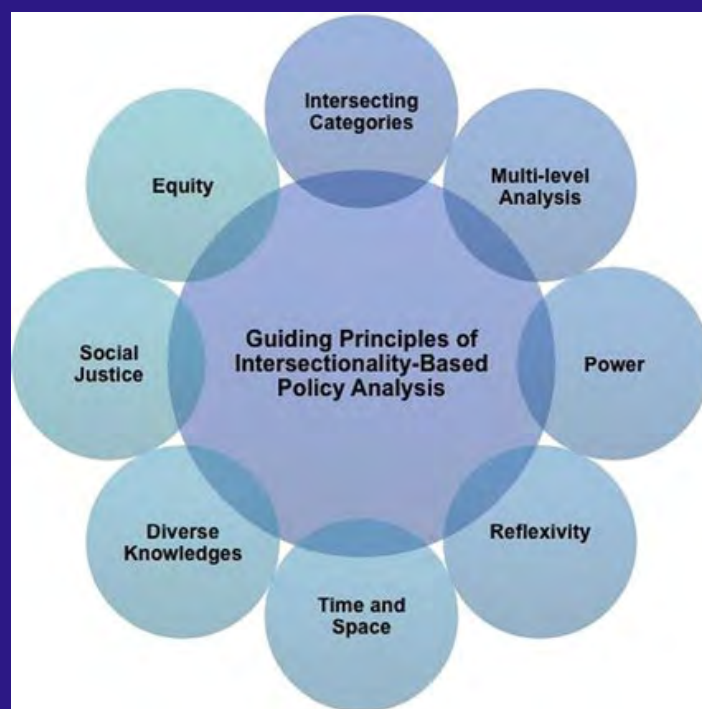 Intersecting
Categories
Multi-level
Analysis
Power
Reflexivity
Time and
Space
Diverse
Knowledges
Social
Justice
Equity
Guiding Principles of
Intersectionality-Based
Policy Analysis